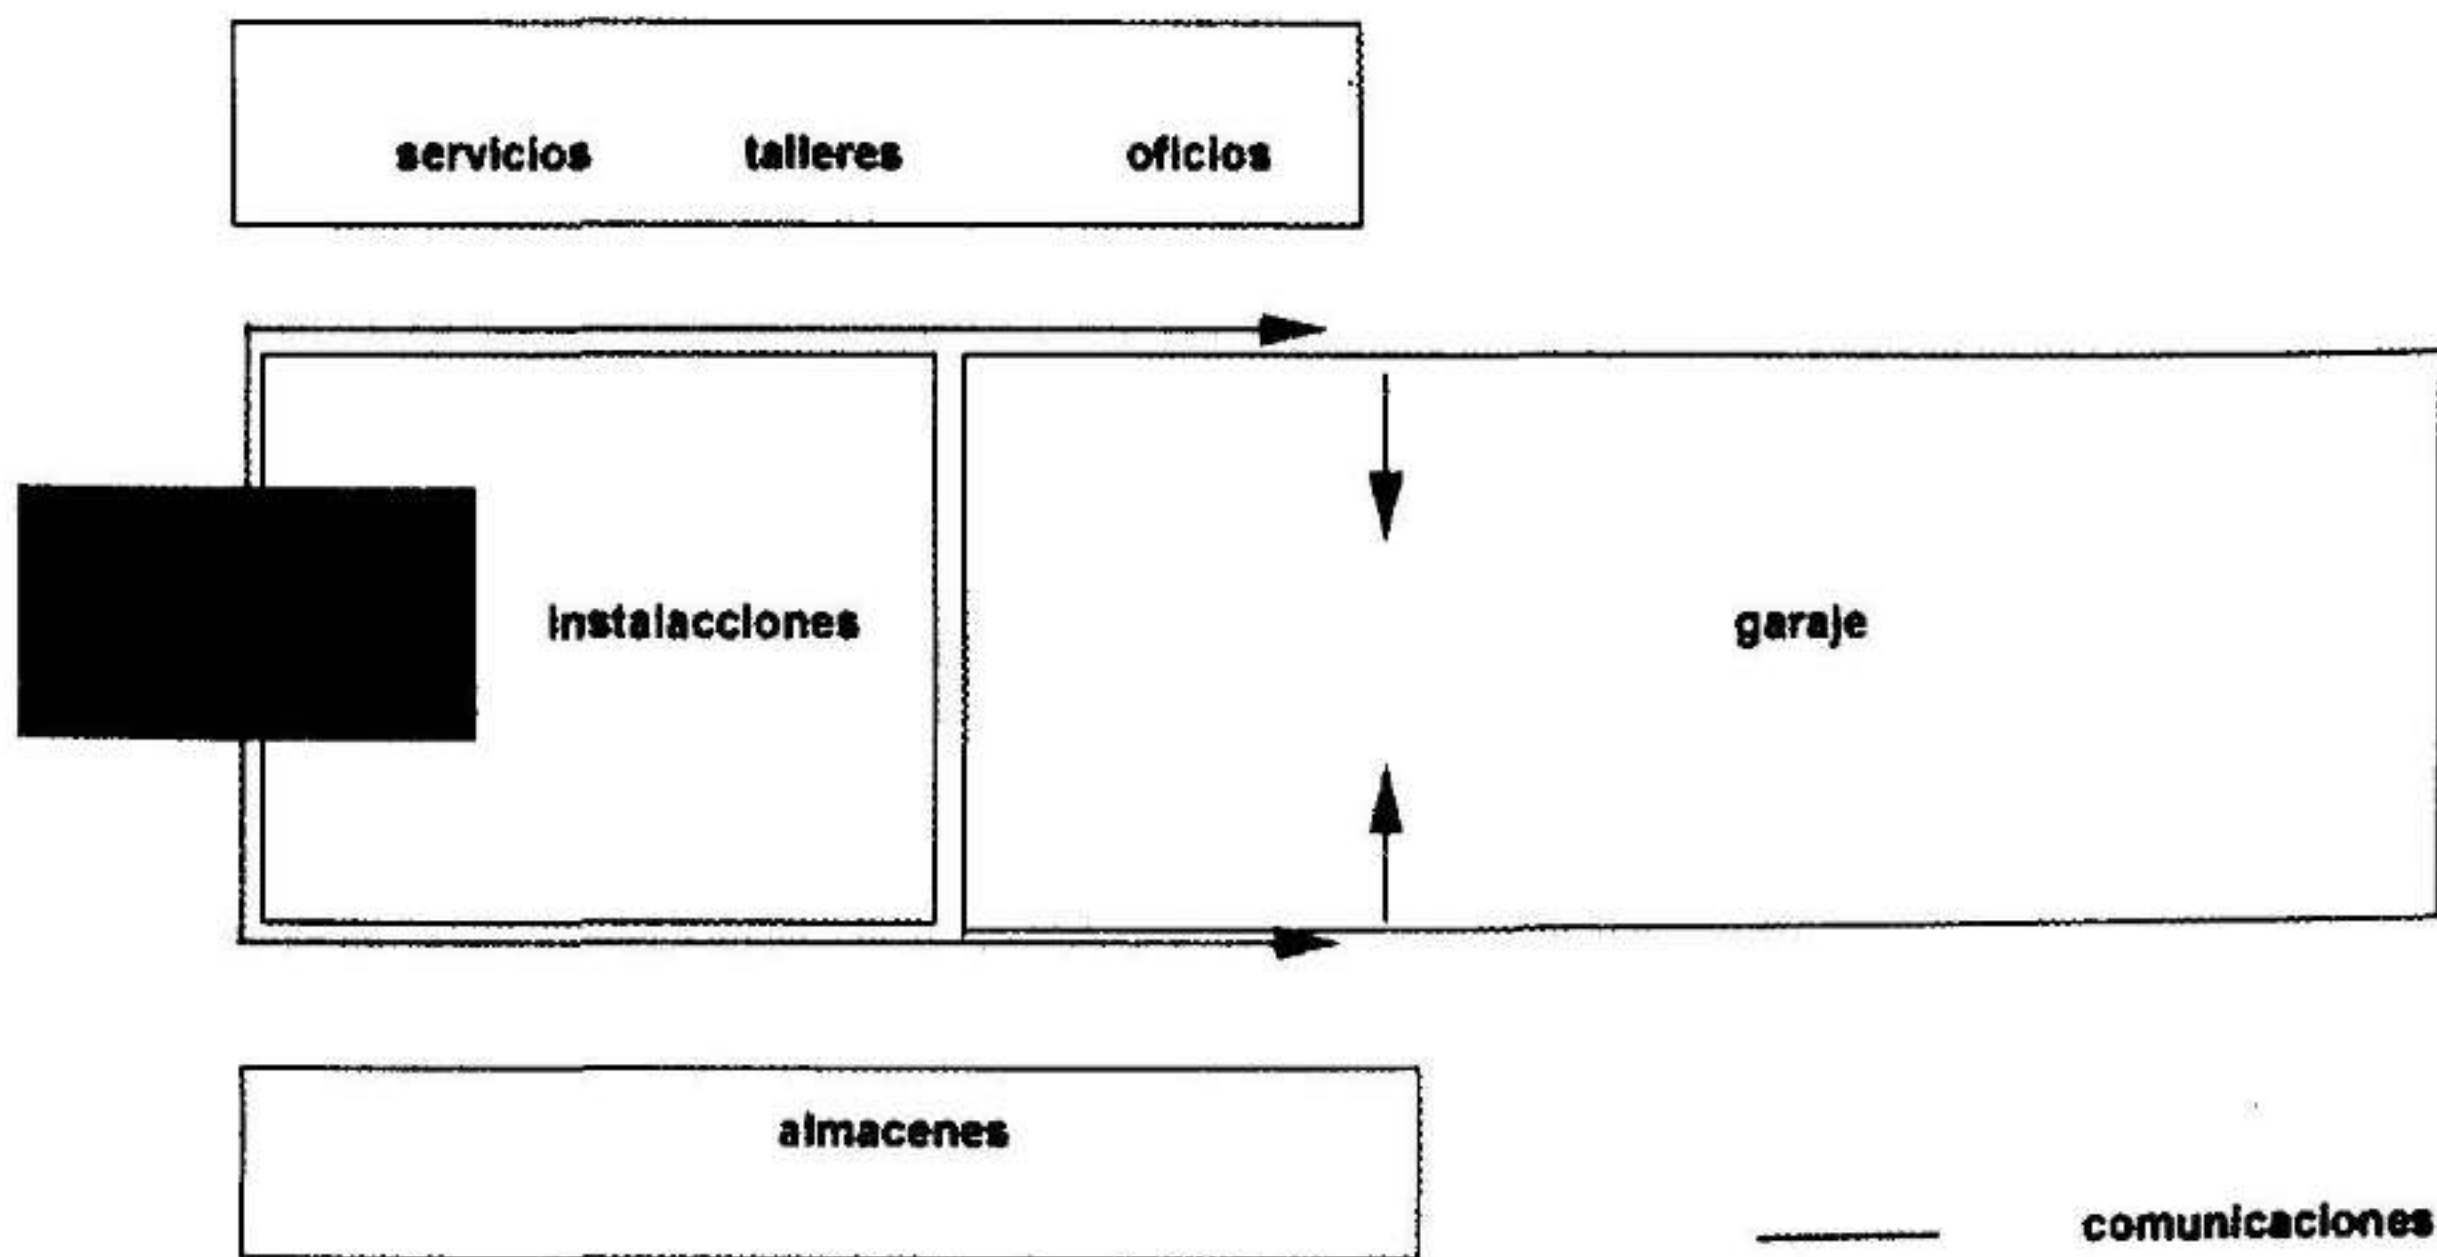 servicios talleres oficios
instalacciones garaje
almacenes
comunicaciones